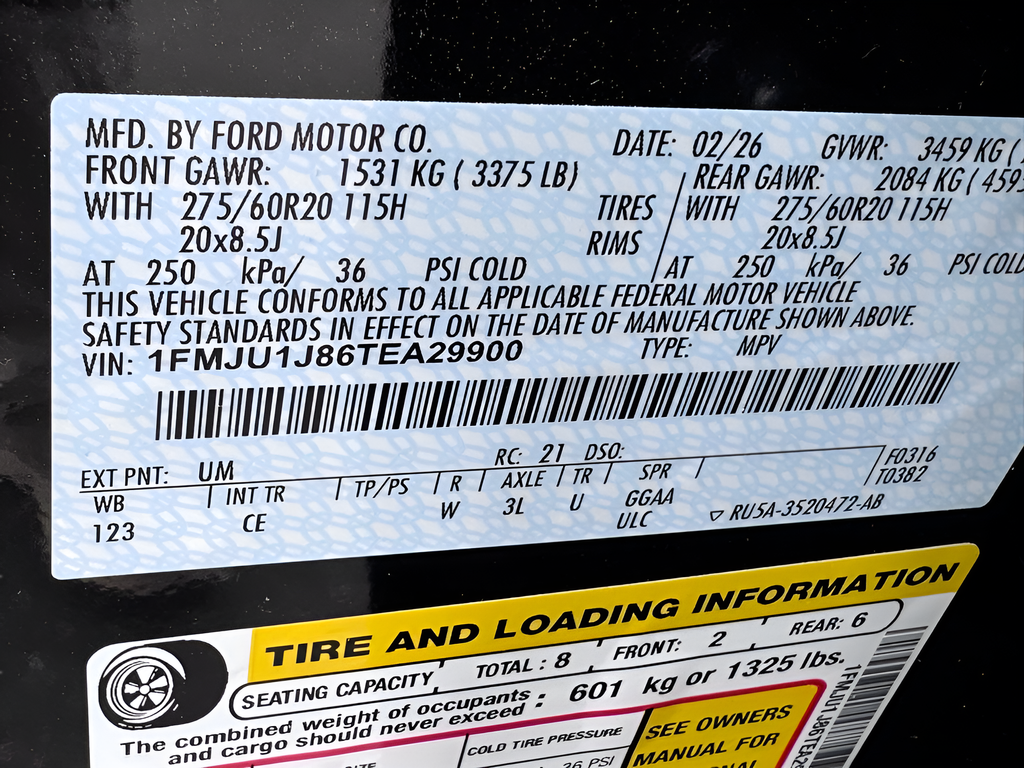 MFD. BY FORD MOTOR CO. DATE: 02/26 GVWR: 3459 KG (
FRONT GAWR: 1531 KG ( 3375 LB) REAR GAWR: 2084 KG ( 459
WITH 275/60R20 115H TIRES WITH 275/60R20 115H
20x8.5J RIMS 20x8.5J
AT 250 kPa/ 36 PSI COLD AT 250 kPa/ 36 PSI COLD
THIS VEHICLE CONFORMS TO ALL APPLICABLE FEDERAL MOTOR VEHICLE
SAFETY STANDARDS IN EFFECT ON THE DATE OF MANUFACTURE SHOWN ABOVE.
VIN: 1FMJU1J86TEA29900 TYPE: MPV
EXT PNT: UM RC: 21 DSO: F0316
WB INT TR TP/PS R AXLE TR SPR T0382
123 CE W 3L U GGAA
ULC ▽ RU5A-3520472-AB
TIRE AND LOADING INFORMATION
SEATING CAPACITY TOTAL : 8 FRONT: 2 REAR: 6
The combined weight of occupants
and cargo should never exceed : 601 kg or 1325 lbs.
COLD TIRE PRESSURE
SEE OWNERS
MANUAL FOR
36 PSI
1FMJU1J86TEA29